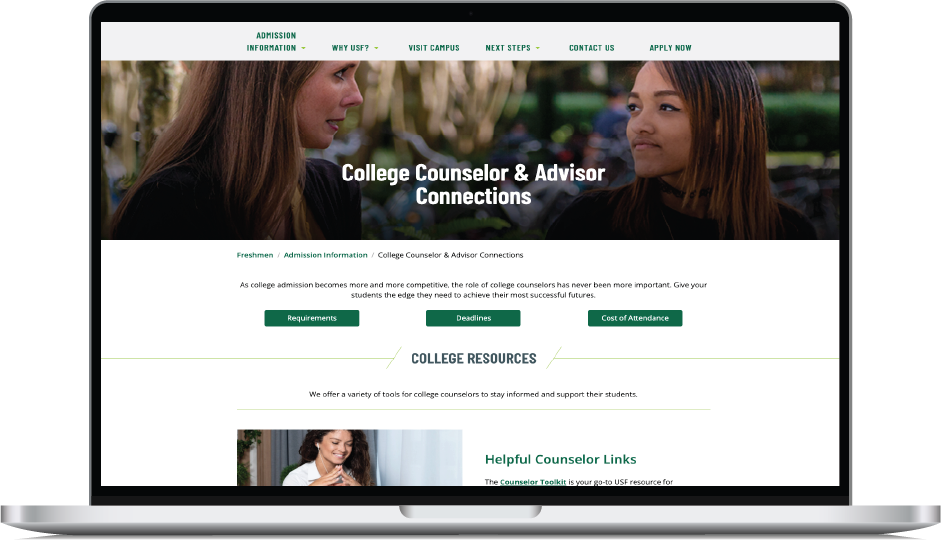 ADMISSION
INFORMATION
WHY USF?
VISIT CAMPUS
NEXT STEPS
CONTACT US
APPLY NOW
College Counselor & Advisor
Connections
Freshmen / Admission Information / College Counselor & Advisor Connections
As college admission becomes more and more competitive, the role of college counselors has never been more important. Give your
students the edge they need to achieve their most successful futures.
Requirements
Deadlines
Cost of Attendance
COLLEGE RESOURCES
We offer a variety of tools for college counselors to stay informed and support their students.
Helpful Counselor Links
The Counselor Toolkit is your go-to USF resource for